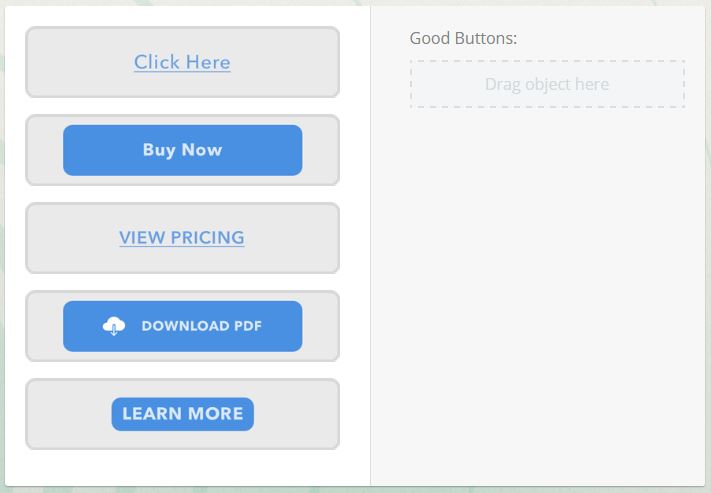 Click Here
Buy Now
VIEW PRICING
DOWNLOAD PDF
LEARN MORE
Good Buttons:
Drag object here